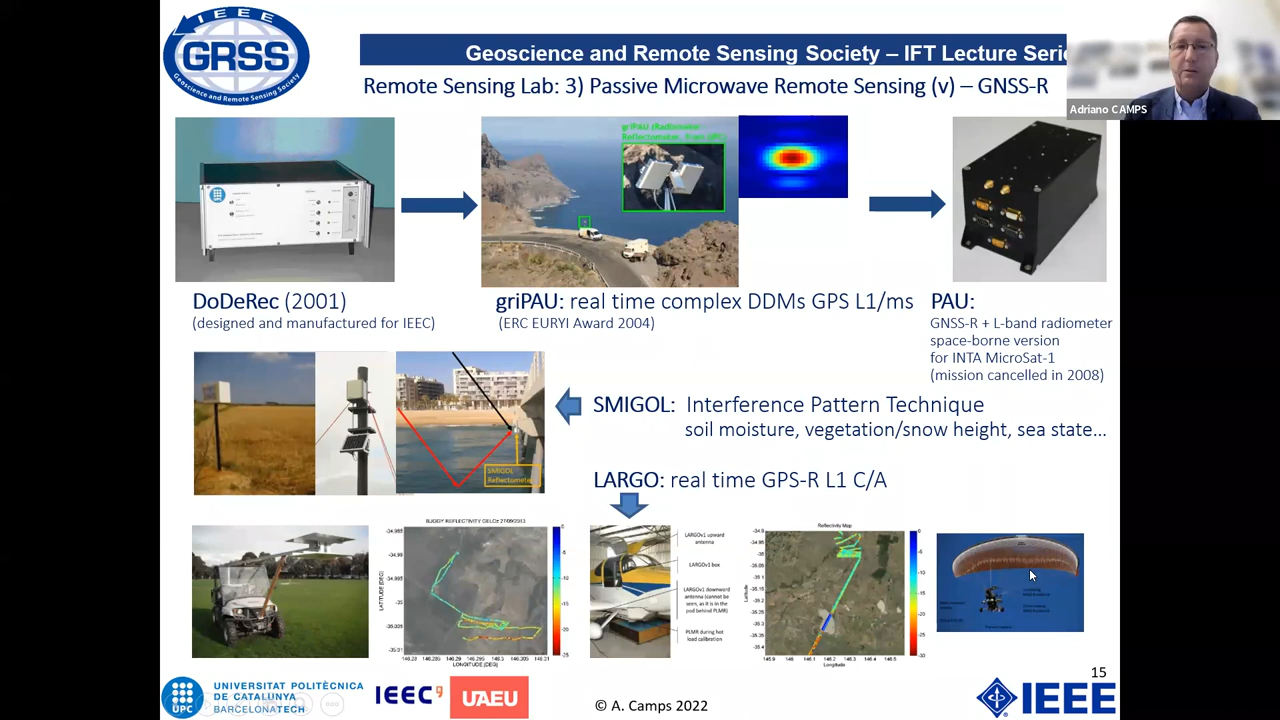 IEEE
GRSS
Geoscience and Remote Sensing Society
Geoscience and Remote Sensing Society – IFT Lecture Seri
Remote Sensing Lab: 3) Passive Microwave Remote Sensing (v) – GNSS-R
Adriano CAMPS
griPAU (Radiometer
DoDeRec (2001)
(designed and manufactured for IEEC)
griPAU: real time complex DDMs GPS L1/ms
(ERC EURYI Award 2004)
PAU:
GNSS-R + L-band radiometer
space-borne version
for INTA MicroSat-1
(mission cancelled in 2008)
SMIGOL: Interference Pattern Technique
soil moisture, vegetation/snow height, sea state...
SMIGOL
Reflectometer
LARGO: real time GPS-R L1 C/A
BUGGY REFLECTIVITY
LATITUDE (DEG)
LONGITUDE (DEG)
LARGOv1 upward
antenna
LARGOv1 box
LARGOv1 downward
antenna (cannot be
seen, as it is in the
pod behind PLMR)
PLMR during hot
load calibration
Reflectivity Map
Latitude
Longitude
15
UPC
UNIVERSITAT POLITÈCNICA
DE CATALUNYA
BARCELONATECH
IEEC
UAEU
© A. Camps 2022
IEEE